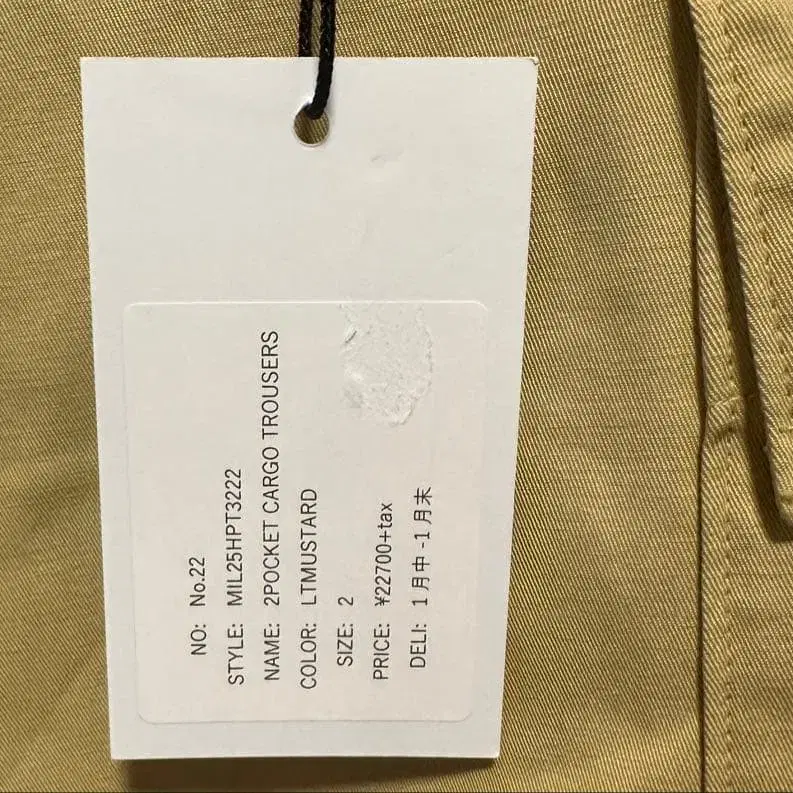 NO: No.22
STYLE: MIL25HPT3222
NAME: 2POCKET CARGO TROUSERS
COLOR: LTMUSTARD
SIZE: 2
PRICE: ¥22700+tax
DELI: 1月中-1月末